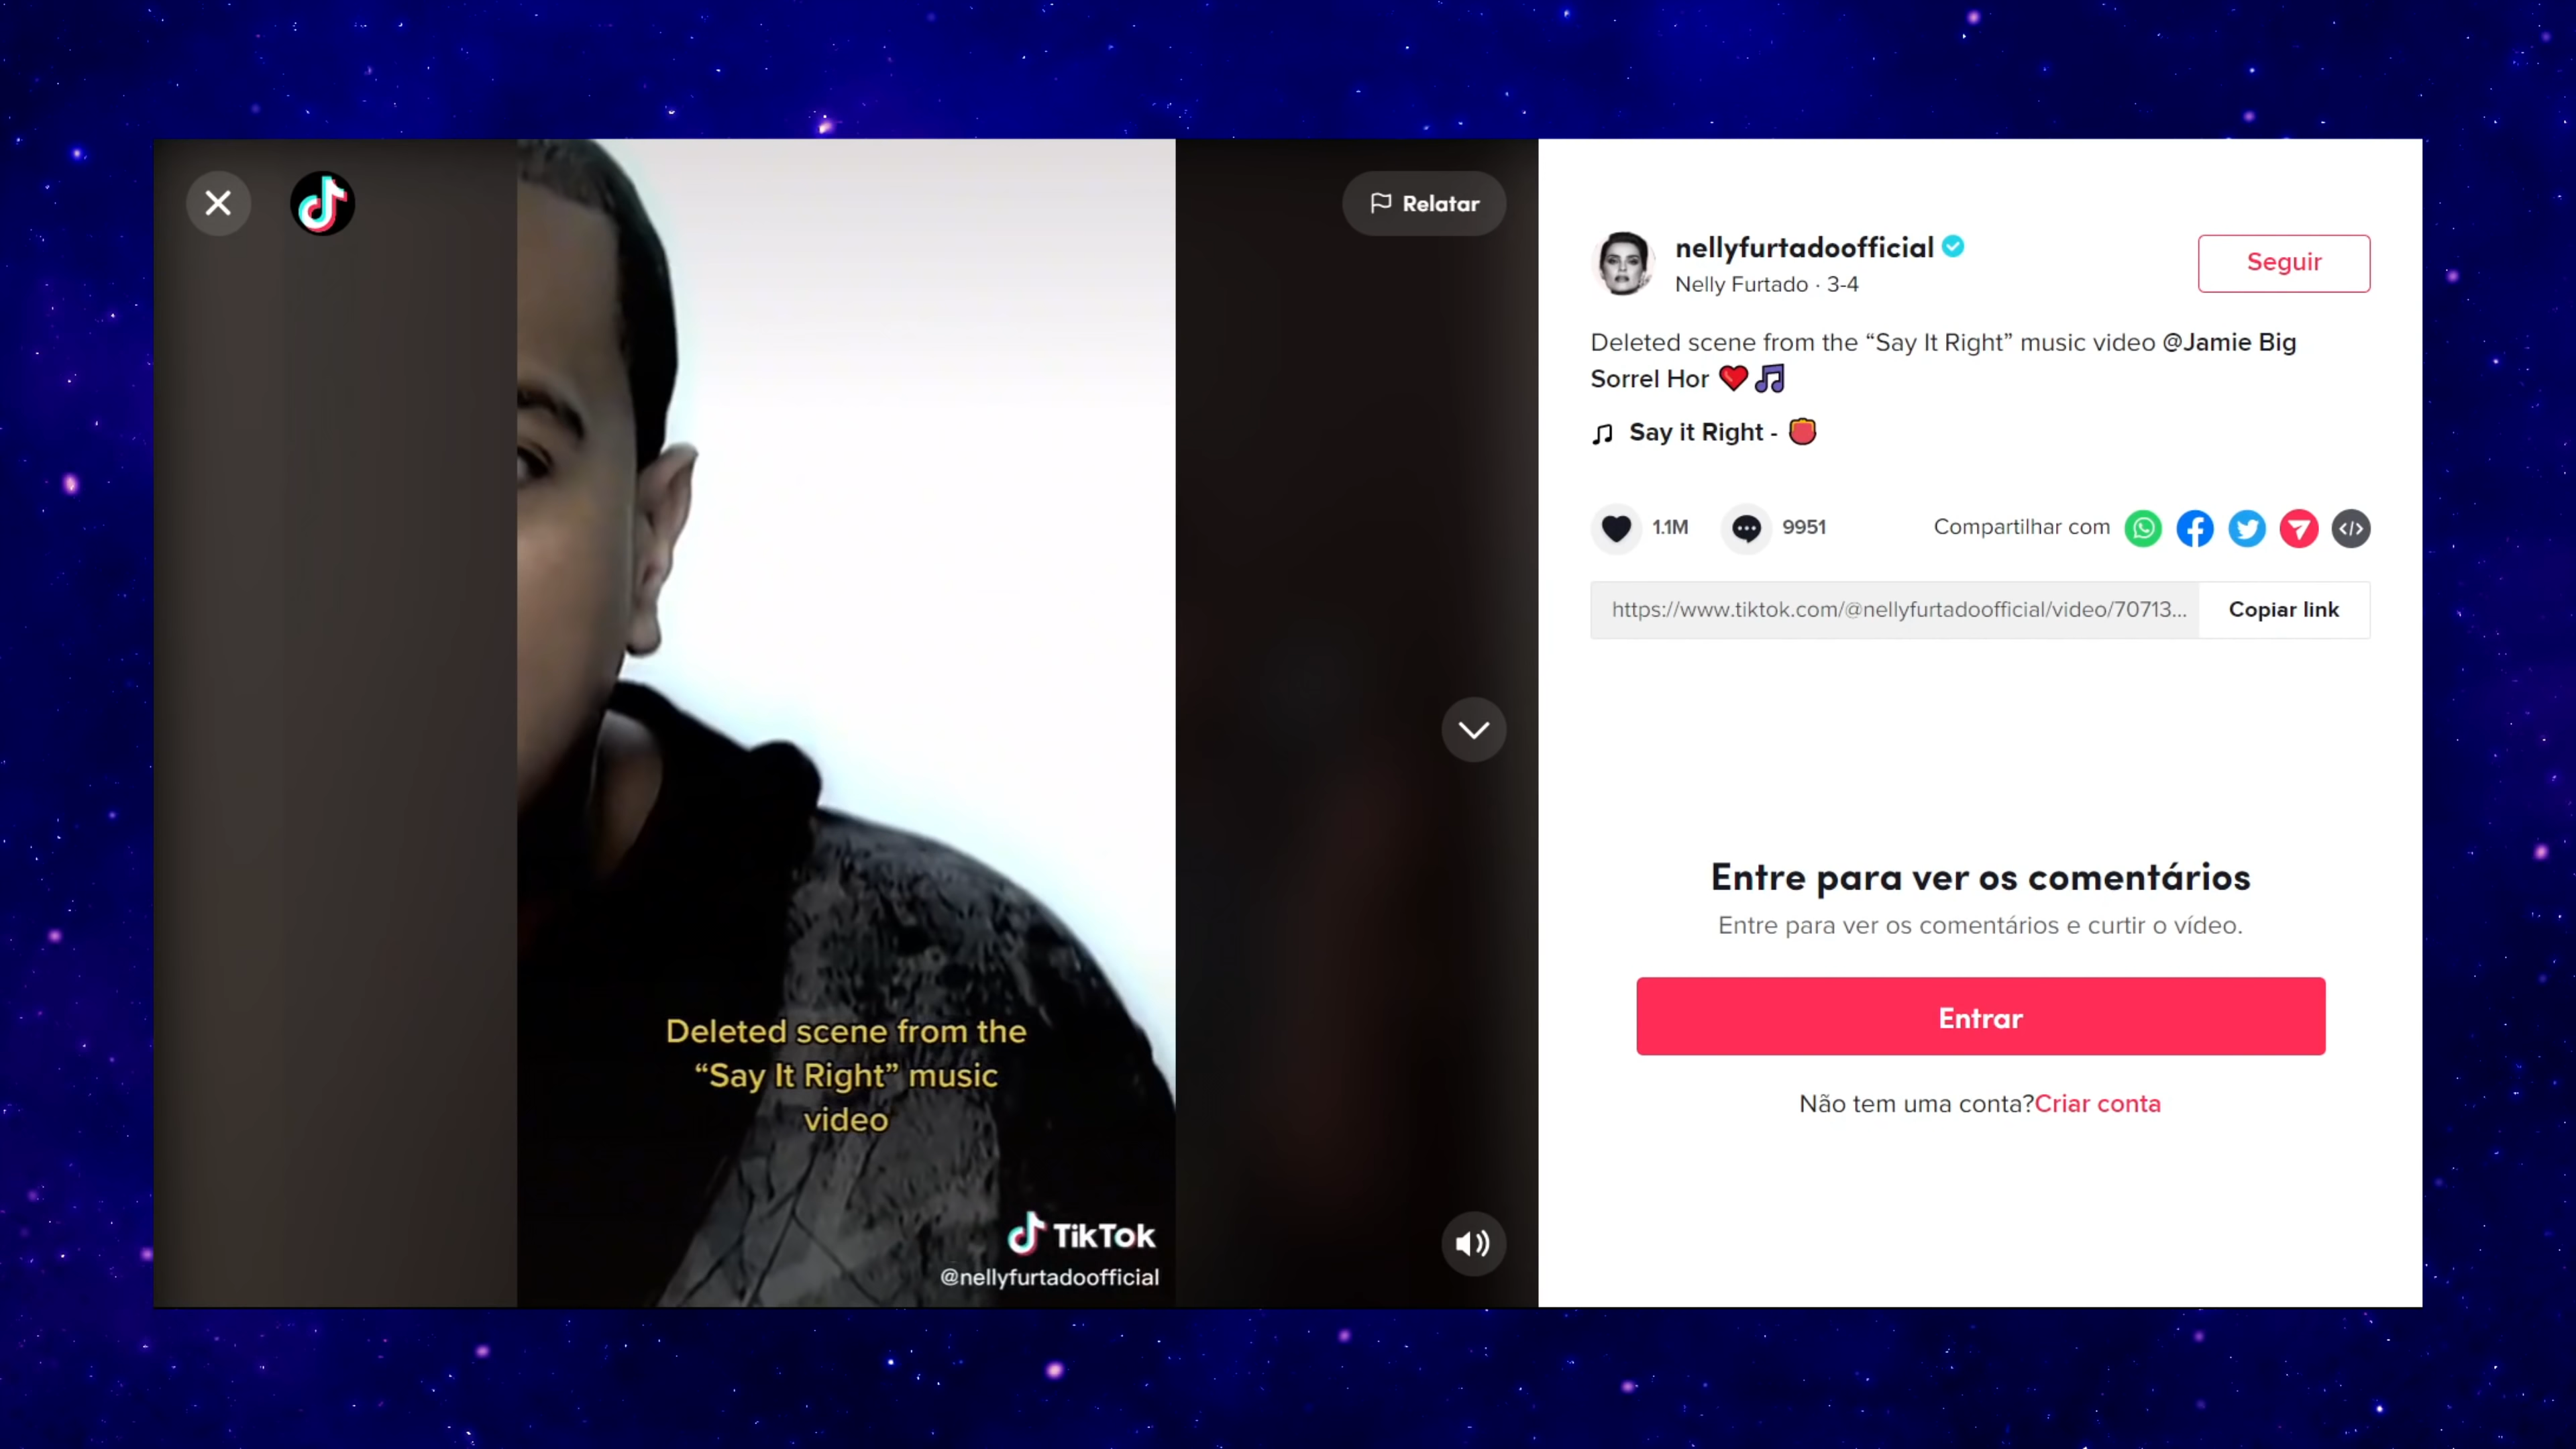 Relatar
Deleted scene from the
“Say It Right” music
video
TikTok
@nellyfurtadoofficial
nellyfurtadoofficial
Nelly Furtado · 3-4
Seguir
Deleted scene from the “Say It Right” music video @Jamie Big
Sorrel Hor ❤️🎶
Say it Right - 👛
1.1M
9951
Compartilhar com
https://www.tiktok.com/@nellyfurtadoofficial/video/70713...
Copiar link
Entre para ver os comentários
Entre para ver os comentários e curtir o vídeo.
Entrar
Não tem uma conta?Criar conta